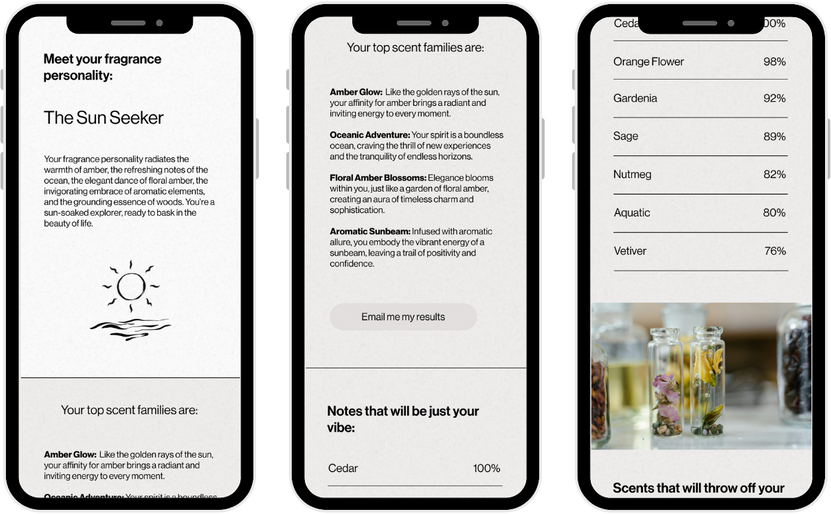 Meet your fragrance
personality:
The Sun Seeker
Your fragrance personality radiates the
warmth of amber, the refreshing notes of the
ocean, the elegant dance of floral amber, the
invigorating embrace of aromatic elements,
and the grounding essence of woods. You're a
sun-soaked explorer, ready to bask in the
beauty of life.
Your top scent families are:
Amber Glow: Like the golden rays of the sun,
your affinity for amber brings a radiant and
inviting energy to every moment.
Oceanic Adventure: Your spirit is a boundless
Your top scent families are:
Amber Glow: Like the golden rays of the sun,
your affinity for amber brings a radiant and
inviting energy to every moment.
Oceanic Adventure: Your spirit is a boundless
ocean, craving the thrill of new experiences
and the tranquility of endless horizons.
Floral Amber Blossoms: Elegance blooms
within you, just like a garden of floral amber,
creating an aura of timeless charm and
sophistication.
Aromatic Sunbeam: Infused with aromatic
allure, you embody the vibrant energy of a
sunbeam, leaving a trail of positivity and
confidence.
Email me my results
Notes that will be just your
vibe:
Cedar 100%
Orange Flower 98%
Gardenia 92%
Sage 89%
Nutmeg 82%
Aquatic 80%
Vetiver 76%
Scents that will throw off your